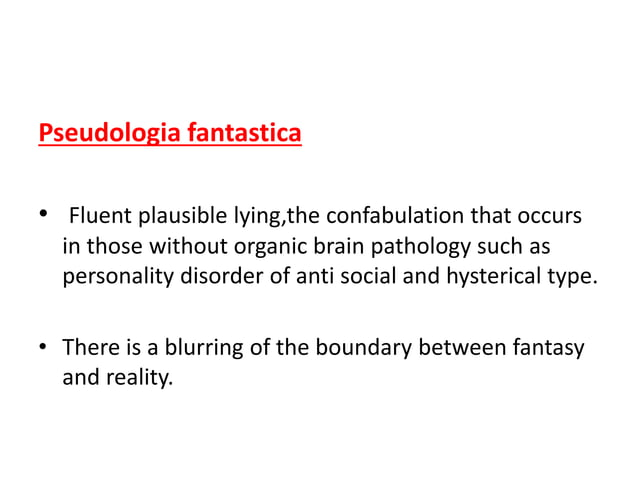 Pseudologia fantastica
• Fluent plausible lying,the confabulation that occurs
in those without organic brain pathology such as
personality disorder of anti social and hysterical type.
• There is a blurring of the boundary between fantasy
and reality.